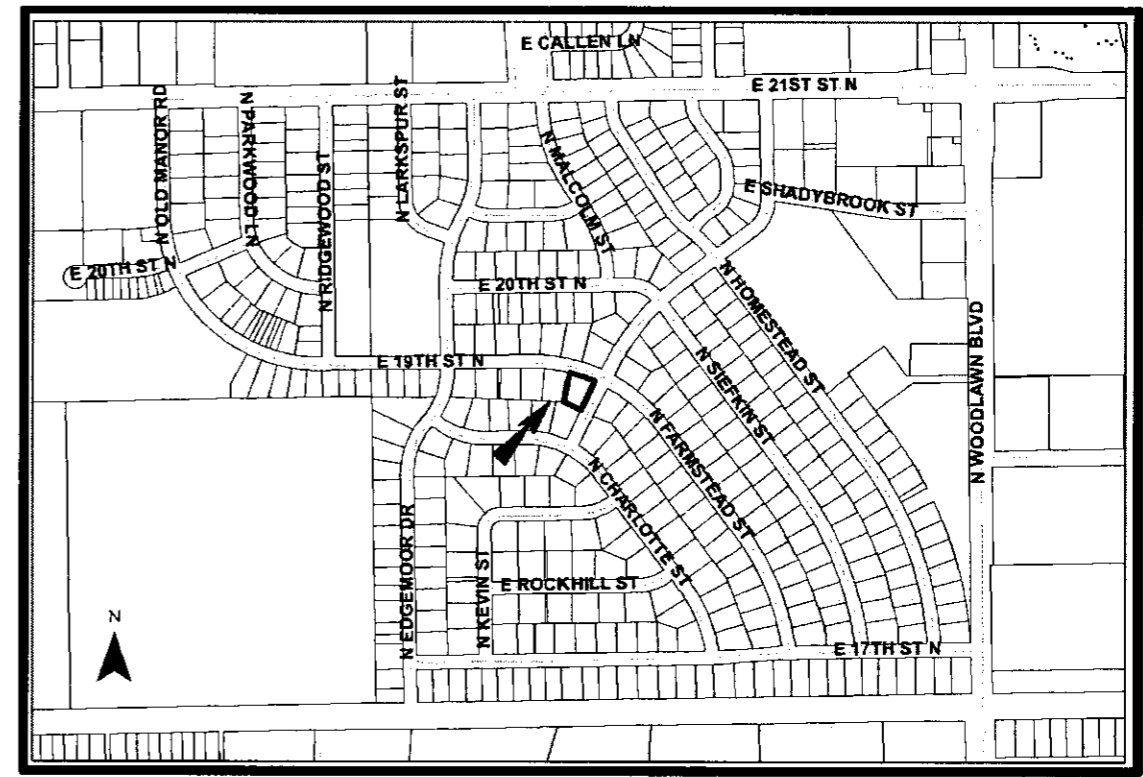 E CALLEN LN
E 21ST ST N
N OLD MANOR RD
N PARKWOOD LN
N RIDGEWOOD ST
N LARKSPUR ST
N MALCOLM ST
E SHADYBROOK ST
E 20TH ST N
E 20TH ST N
N HOMESTEAD ST
N WOODLAWN BLVD
E 19TH ST N
N SIEFKIN ST
N FARMSTEAD ST
N CHARLOTTE ST
N EDGEMOOR DR
N KEVIN ST
E ROCKHILL ST
N
E 17TH ST N